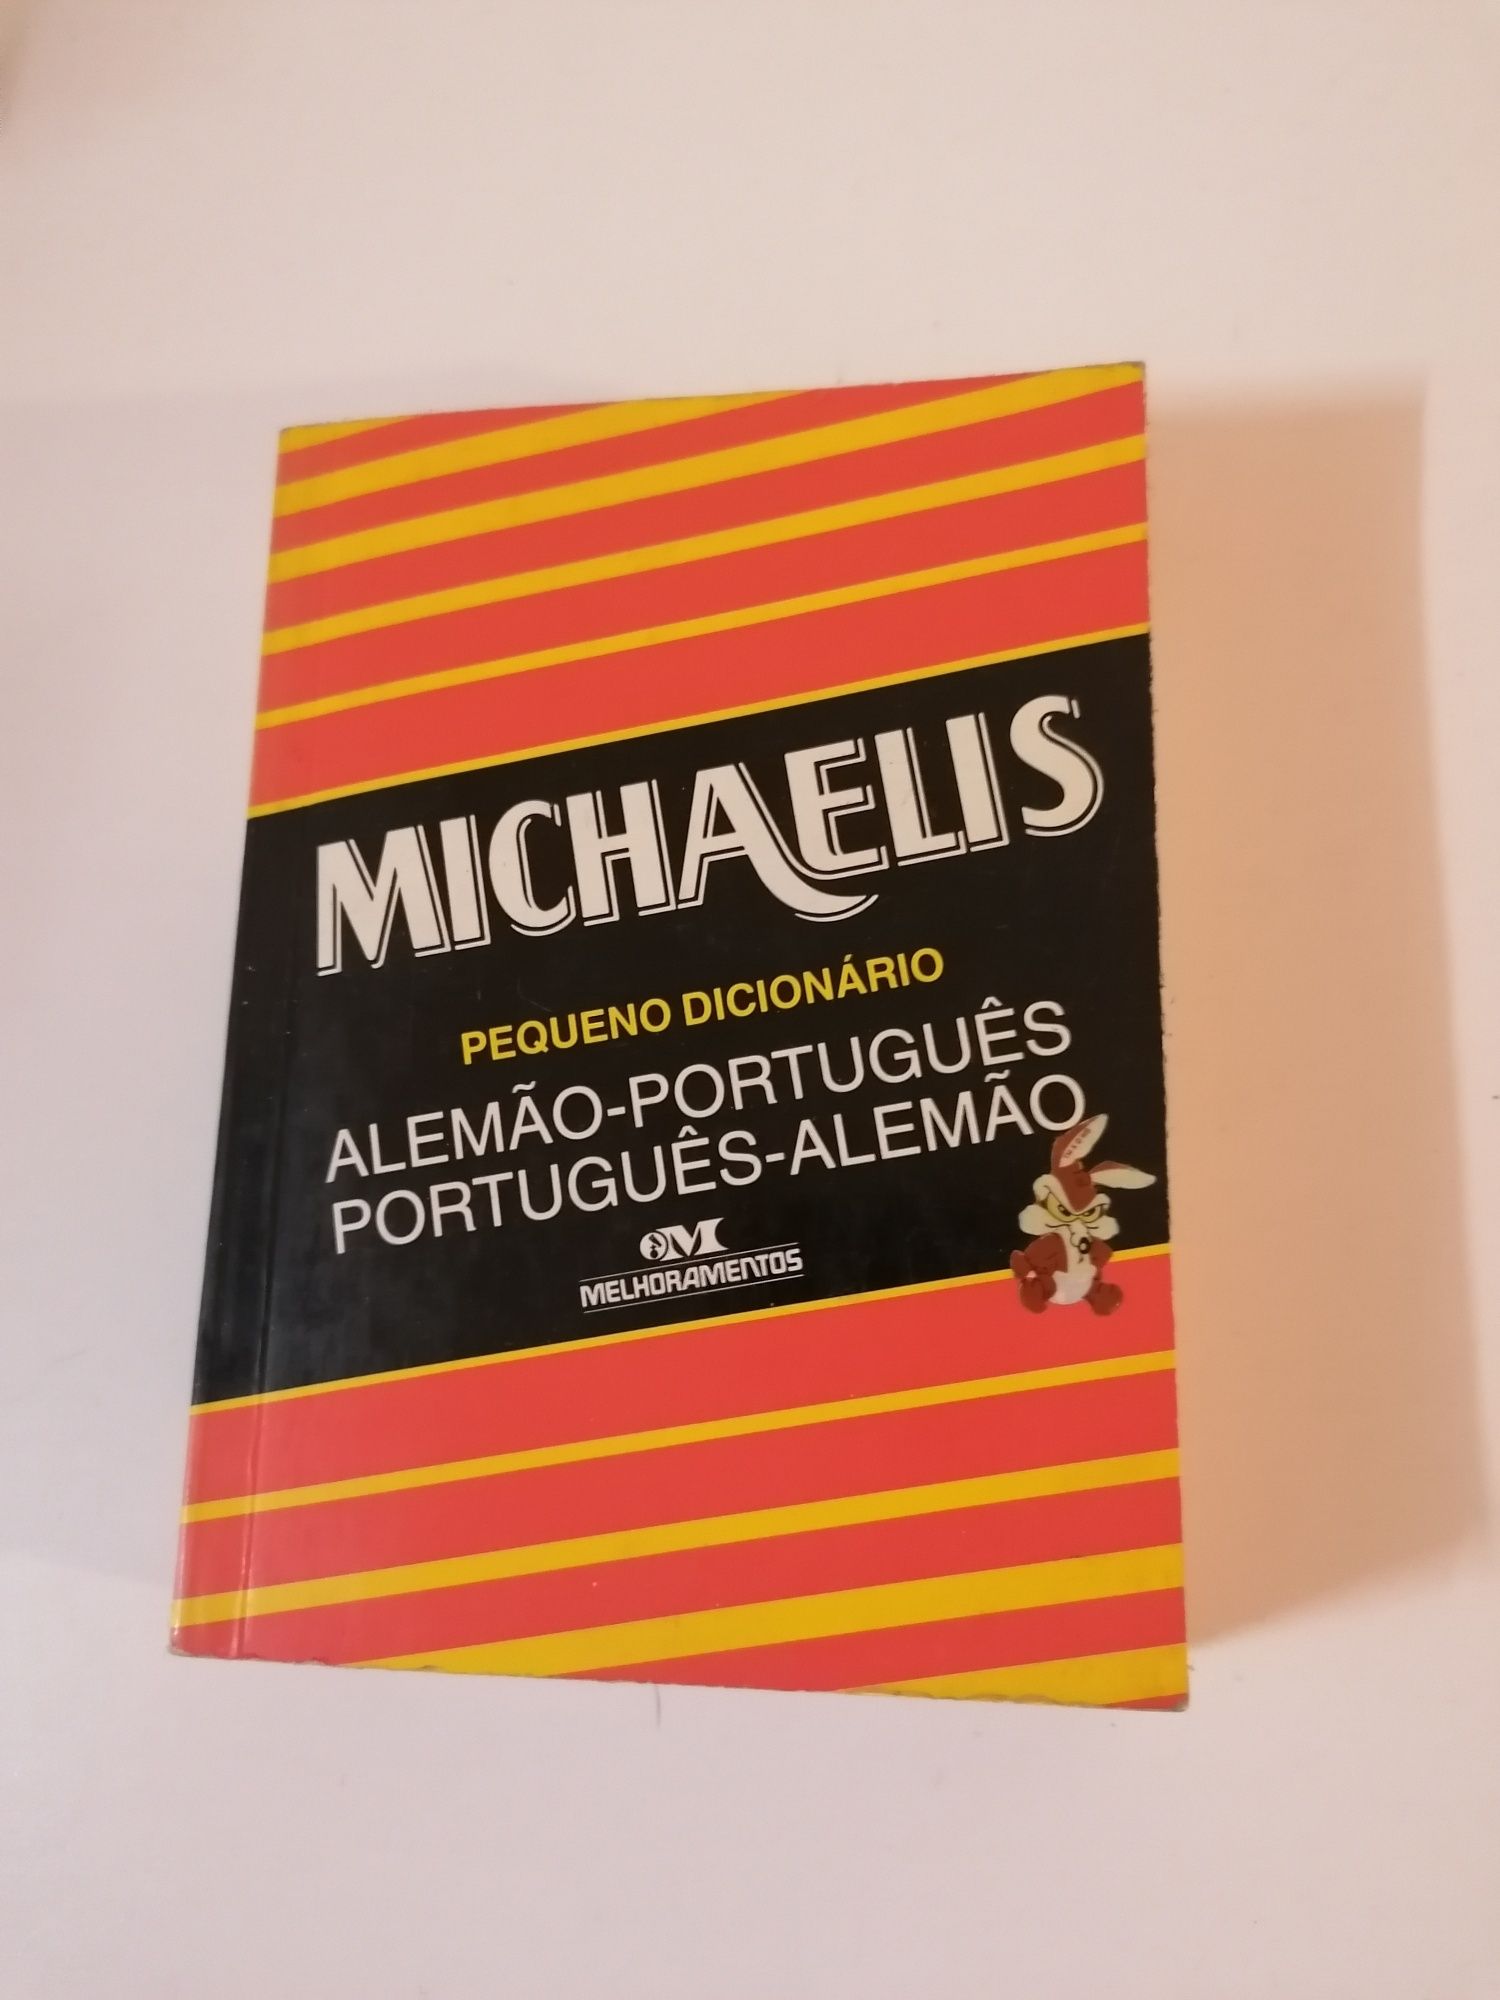 MICHAELIS
PEQUENO DICIONÁRIO
ALEMÃO-PORTUGUÊS
PORTUGUÊS-ALEMÃO
MELHORAMENTOS